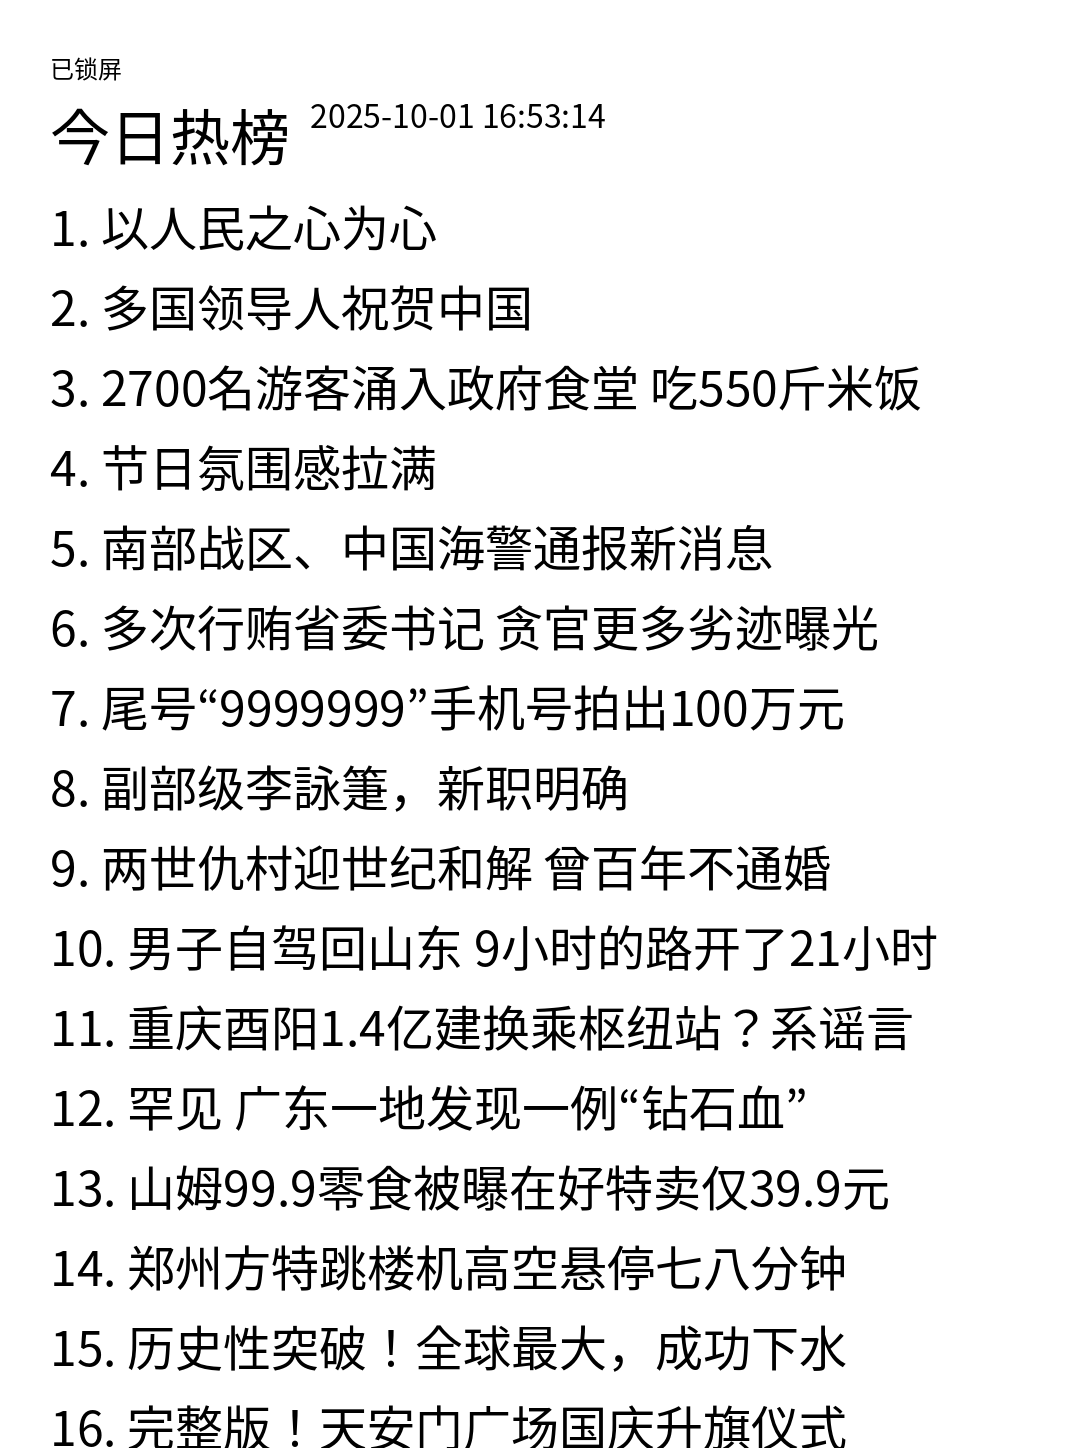 已锁屏
今日热榜 2025-10-01 16:53:14
1. 以人民之心为心
2. 多国领导人祝贺中国
3. 2700名游客涌入政府食堂 吃550斤米饭
4. 节日氛围感拉满
5. 南部战区、中国海警通报新消息
6. 多次行贿省委书记 贪官更多劣迹曝光
7. 尾号“9999999”手机号拍出100万元
8. 副部级李詠箑，新职明确
9. 两世仇村迎世纪和解 曾百年不通婚
10. 男子自驾回山东 9小时的路开了21小时
11. 重庆酉阳1.4亿建换乘枢纽站？系谣言
12. 罕见 广东一地发现一例“钻石血”
13. 山姆99.9零食被曝在好特卖仅39.9元
14. 郑州方特跳楼机高空悬停七八分钟
15. 历史性突破！全球最大，成功下水
16. 完整版！天安门广场国庆升旗仪式